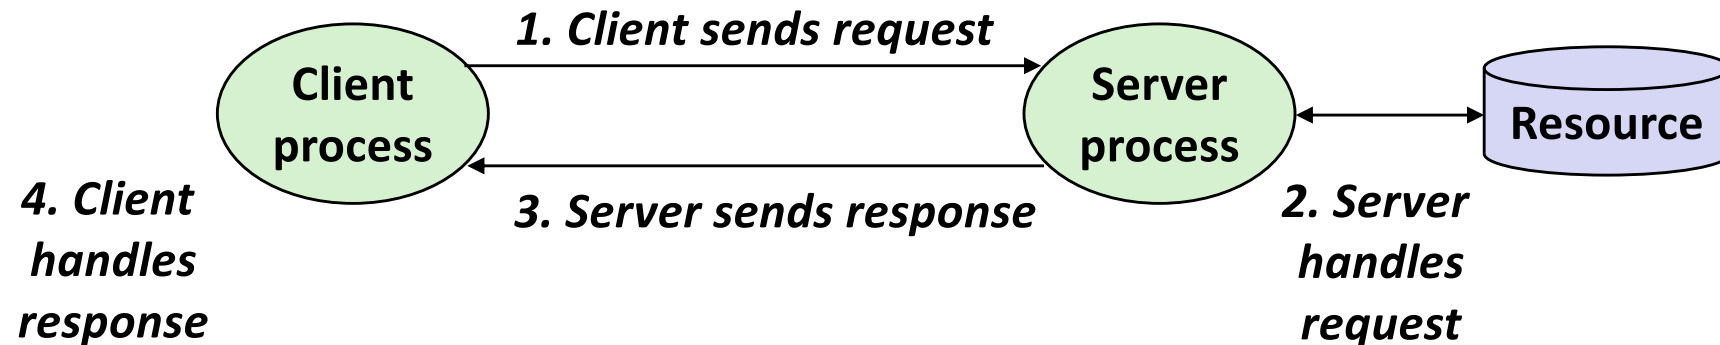 1. Client sends request
Client
process
Server
process
Resource
3. Server sends response
4. Client
handles
response
2. Server
handles
request